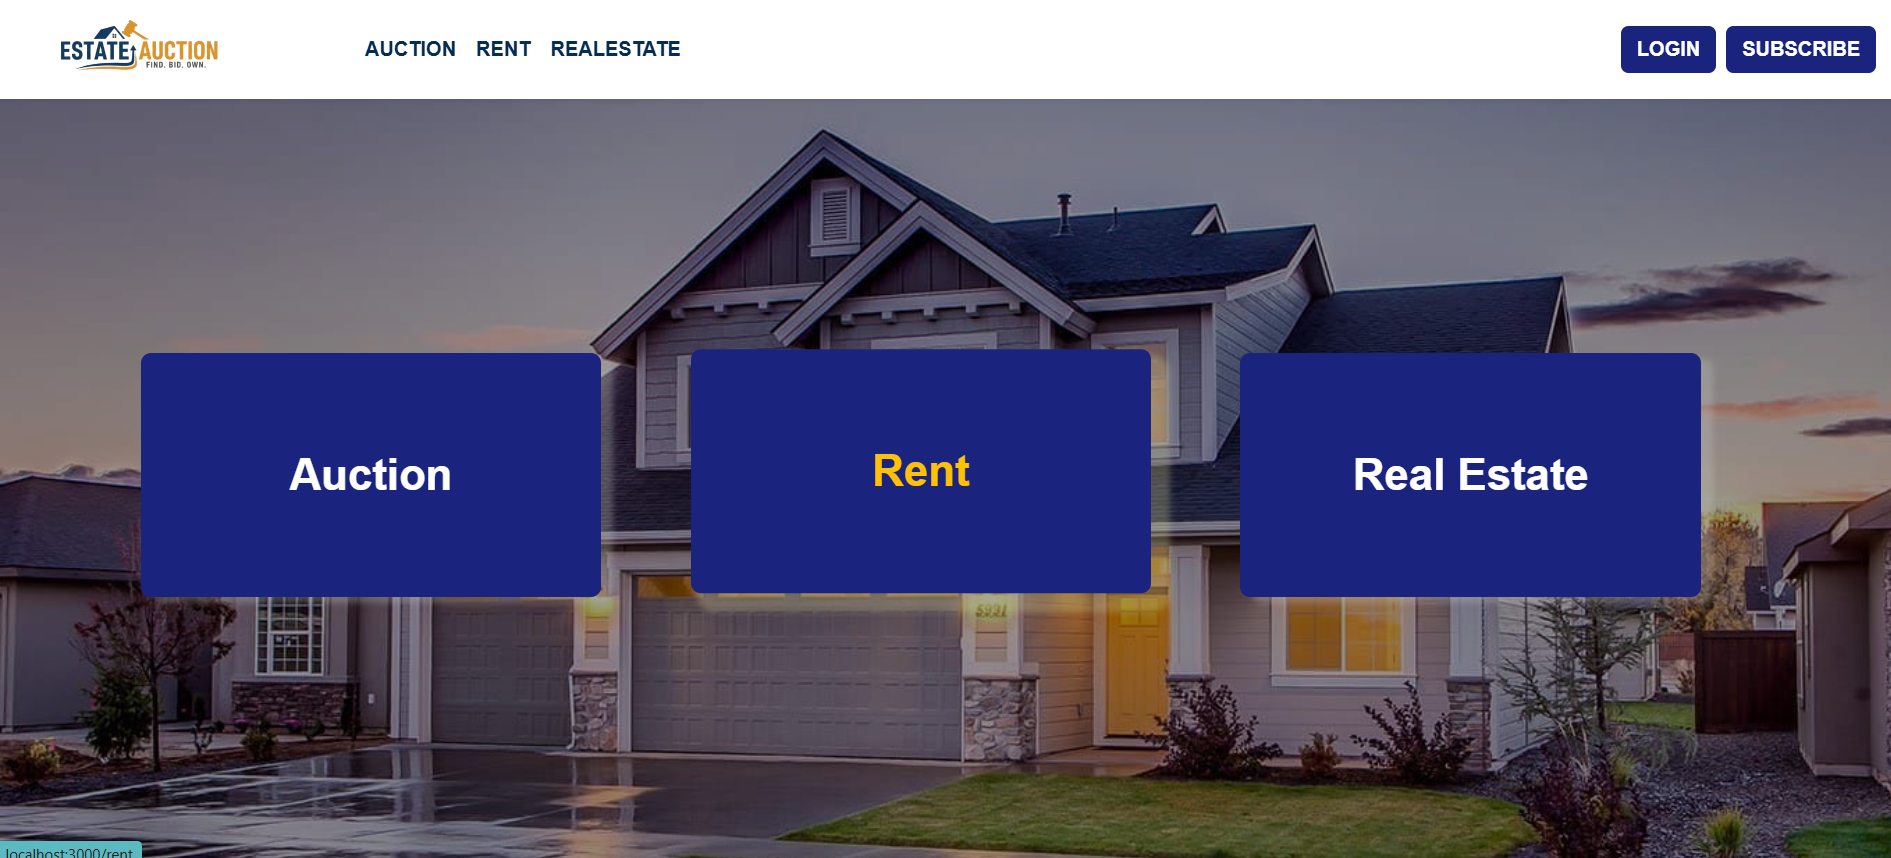 ESTATE AUCTION
FIND. BID. OWN.
AUCTION RENT REALESTATE
LOGIN SUBSCRIBE
Auction
Rent
Real Estate
5931
localhost:3000/rent